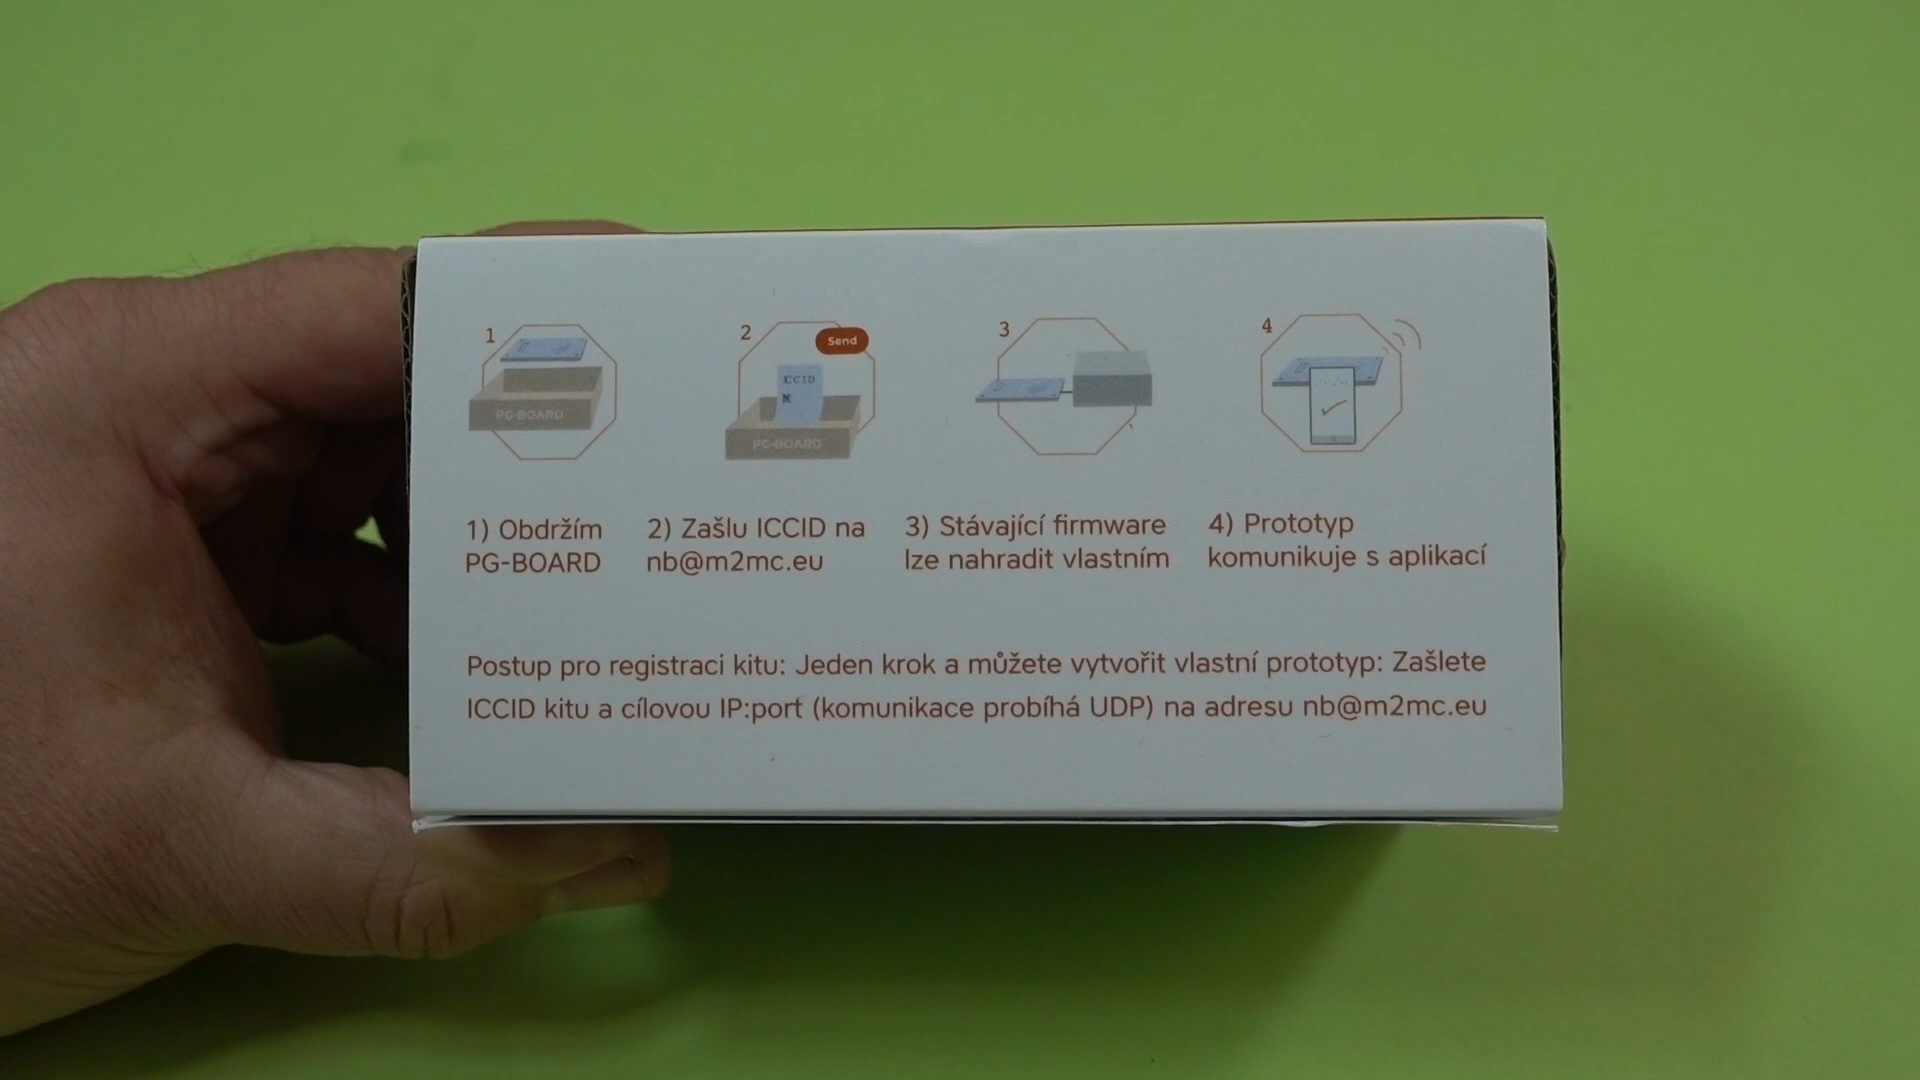 1
2
3
4
Send
ICCID
PG-BOARD
PG-BOARD
1) Obdržím
PG-BOARD
2) Zašlu ICCID na
nb@m2mc.eu
3) Stávající firmware
lze nahradit vlastním
4) Prototyp
komunikuje s aplikací
Postup pro registraci kitu: Jeden krok a můžete vytvořit vlastní prototyp: Zašlete
ICCID kitu a cílovou IP:port (komunikace probíhá UDP) na adresu nb@m2mc.eu